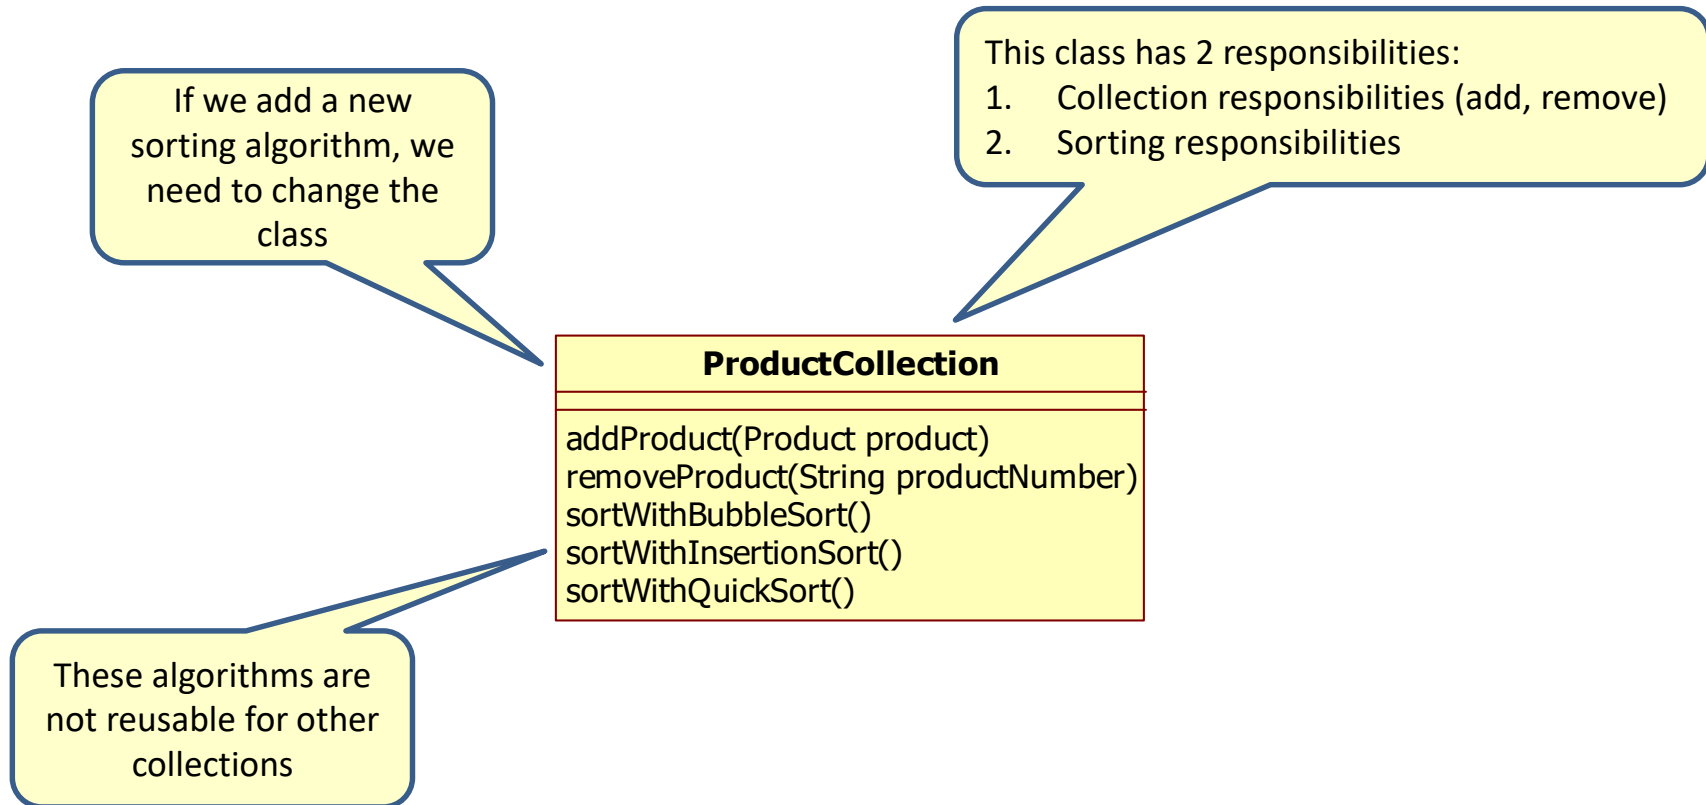 This class has 2 responsibilities:
1. Collection responsibilities (add, remove)
2. Sorting responsibilities
If we add a new
sorting algorithm, we
need to change the
class
ProductCollection
addProduct(Product product)
removeProduct(String productNumber)
sortWithBubbleSort()
sortWithInsertionSort()
sortWithQuickSort()
These algorithms are
not reusable for other
collections